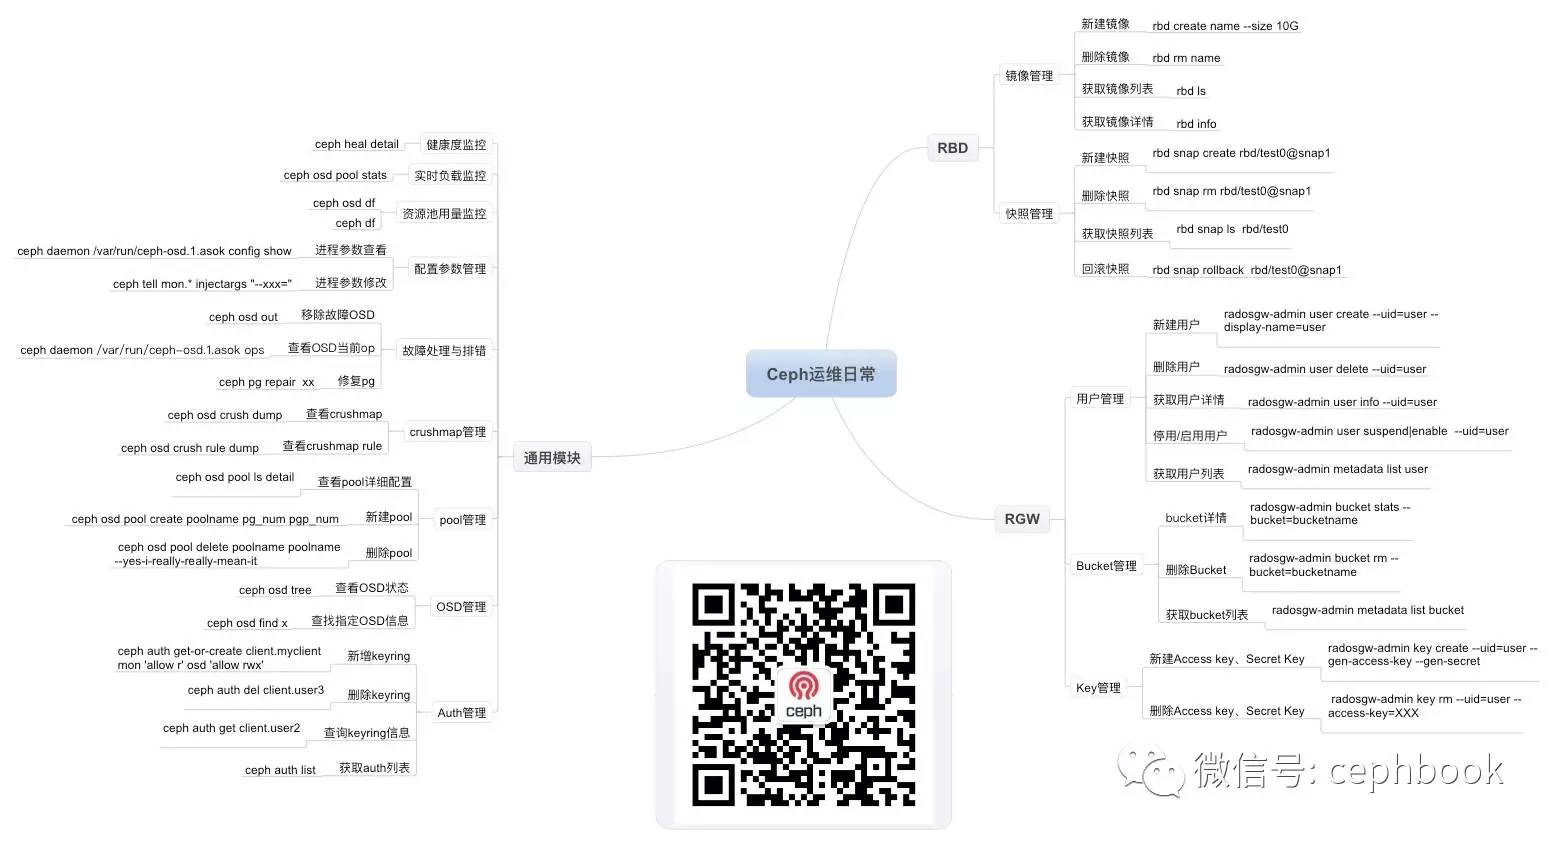 Ceph运维日常
通用模块
健康度监控
ceph heal detail
实时负载监控
ceph osd pool stats
资源池用量监控
ceph osd df
ceph df
配置参数管理
进程参数查看
ceph daemon /var/run/ceph-osd.1.asok config show
进程参数修改
ceph tell mon.* injectargs "--xxx="
故障处理与排错
移除故障OSD
ceph osd out
查看OSD当前op
ceph daemon /var/run/ceph-osd.1.asok ops
修复pg
ceph pg repair xx
crushmap管理
查看crushmap
ceph osd crush dump
查看crushmap rule
ceph osd crush rule dump
pool管理
查看pool详细配置
ceph osd pool ls detail
新建pool
ceph osd pool create poolname pg_num pgp_num
删除pool
ceph osd pool delete poolname poolname
--yes-i-really-really-mean-it
OSD管理
查看OSD状态
ceph osd tree
查找指定OSD信息
ceph osd find x
Auth管理
新增keyring
ceph auth get-or-create client.myclient
mon 'allow r' osd 'allow rwx'
删除keyring
ceph auth del client.user3
查询keyring信息
ceph auth get client.user2
获取auth列表
ceph auth list
RBD
镜像管理
新建镜像
rbd create name --size 10G
删除镜像
rbd rm name
获取镜像列表
rbd ls
获取镜像详情
rbd info
快照管理
新建快照
rbd snap create rbd/test0@snap1
删除快照
rbd snap rm rbd/test0@snap1
获取快照列表
rbd snap ls rbd/test0
回滚快照
rbd snap rollback rbd/test0@snap1
RGW
用户管理
新建用户
radosgw-admin user create --uid=user --
display-name=user
删除用户
radosgw-admin user delete --uid=user
获取用户详情
radosgw-admin user info --uid=user
停用/启用用户
radosgw-admin user suspend|enable --uid=user
获取用户列表
radosgw-admin metadata list user
Bucket管理
bucket详情
radosgw-admin bucket stats --
bucket=bucketname
删除Bucket
radosgw-admin bucket rm --
bucket=bucketname
获取bucket列表
radosgw-admin metadata list bucket
Key管理
新建Access key、Secret Key
radosgw-admin key create --uid=user --
gen-access-key --gen-secret
删除Access key、Secret Key
radosgw-admin key rm --uid=user --
access-key=XXX
ceph
微信号: cephbook